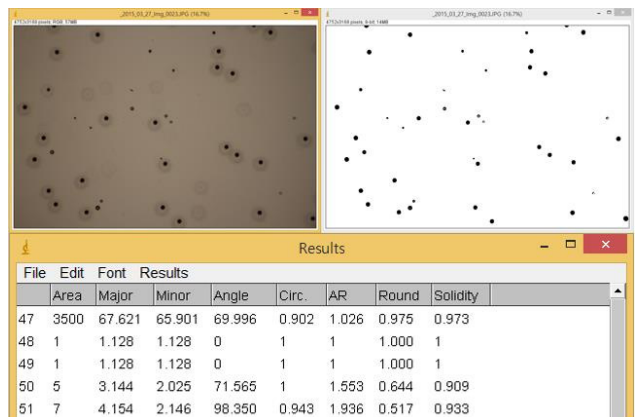 _2015_03_27_Img_0023.JPG (16.7%)
_2015_03_27_Img_0023.JPG (16.7%)
Results
File Edit Font Results
Area Major Minor Angle Circ. AR Round Solidity
47 3500 67.621 65.901 69.996 0.902 1.026 0.975 0.973
48 1 1.128 1.128 0 1 1 1.000 1
49 1 1.128 1.128 0 1 1 1.000 1
50 5 3.144 2.025 71.565 1 1.553 0.644 0.909
51 7 4.154 2.146 98.350 0.943 1.936 0.517 0.933